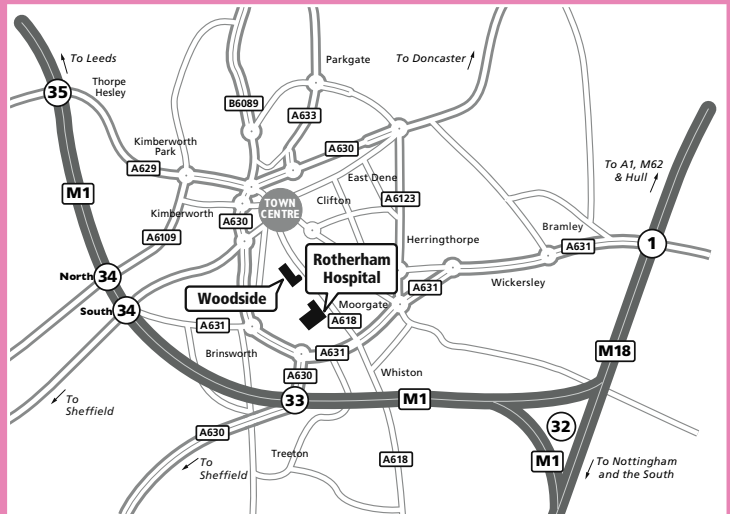 To Leeds
Parkgate
To Doncaster
Thorpe
Hesley
35
B6089
A633
Kimberworth
Park
A630
To A1, M62
& Hull
A629
East Dene
M1
TOWN
CENTRE
Clifton
A6123
Kimberworth
A630
Bramley
A6109
Herringthorpe
A631
1
Rotherham
Hospital
North
34
Wickersley
A631
Woodside
Moorgate
South
34
A618
A631
Brinsworth
A631
M18
Whiston
A630
To
Sheffield
33
M1
32
A630
Treeton
To
Sheffield
A618
M1
To Nottingham
and the South